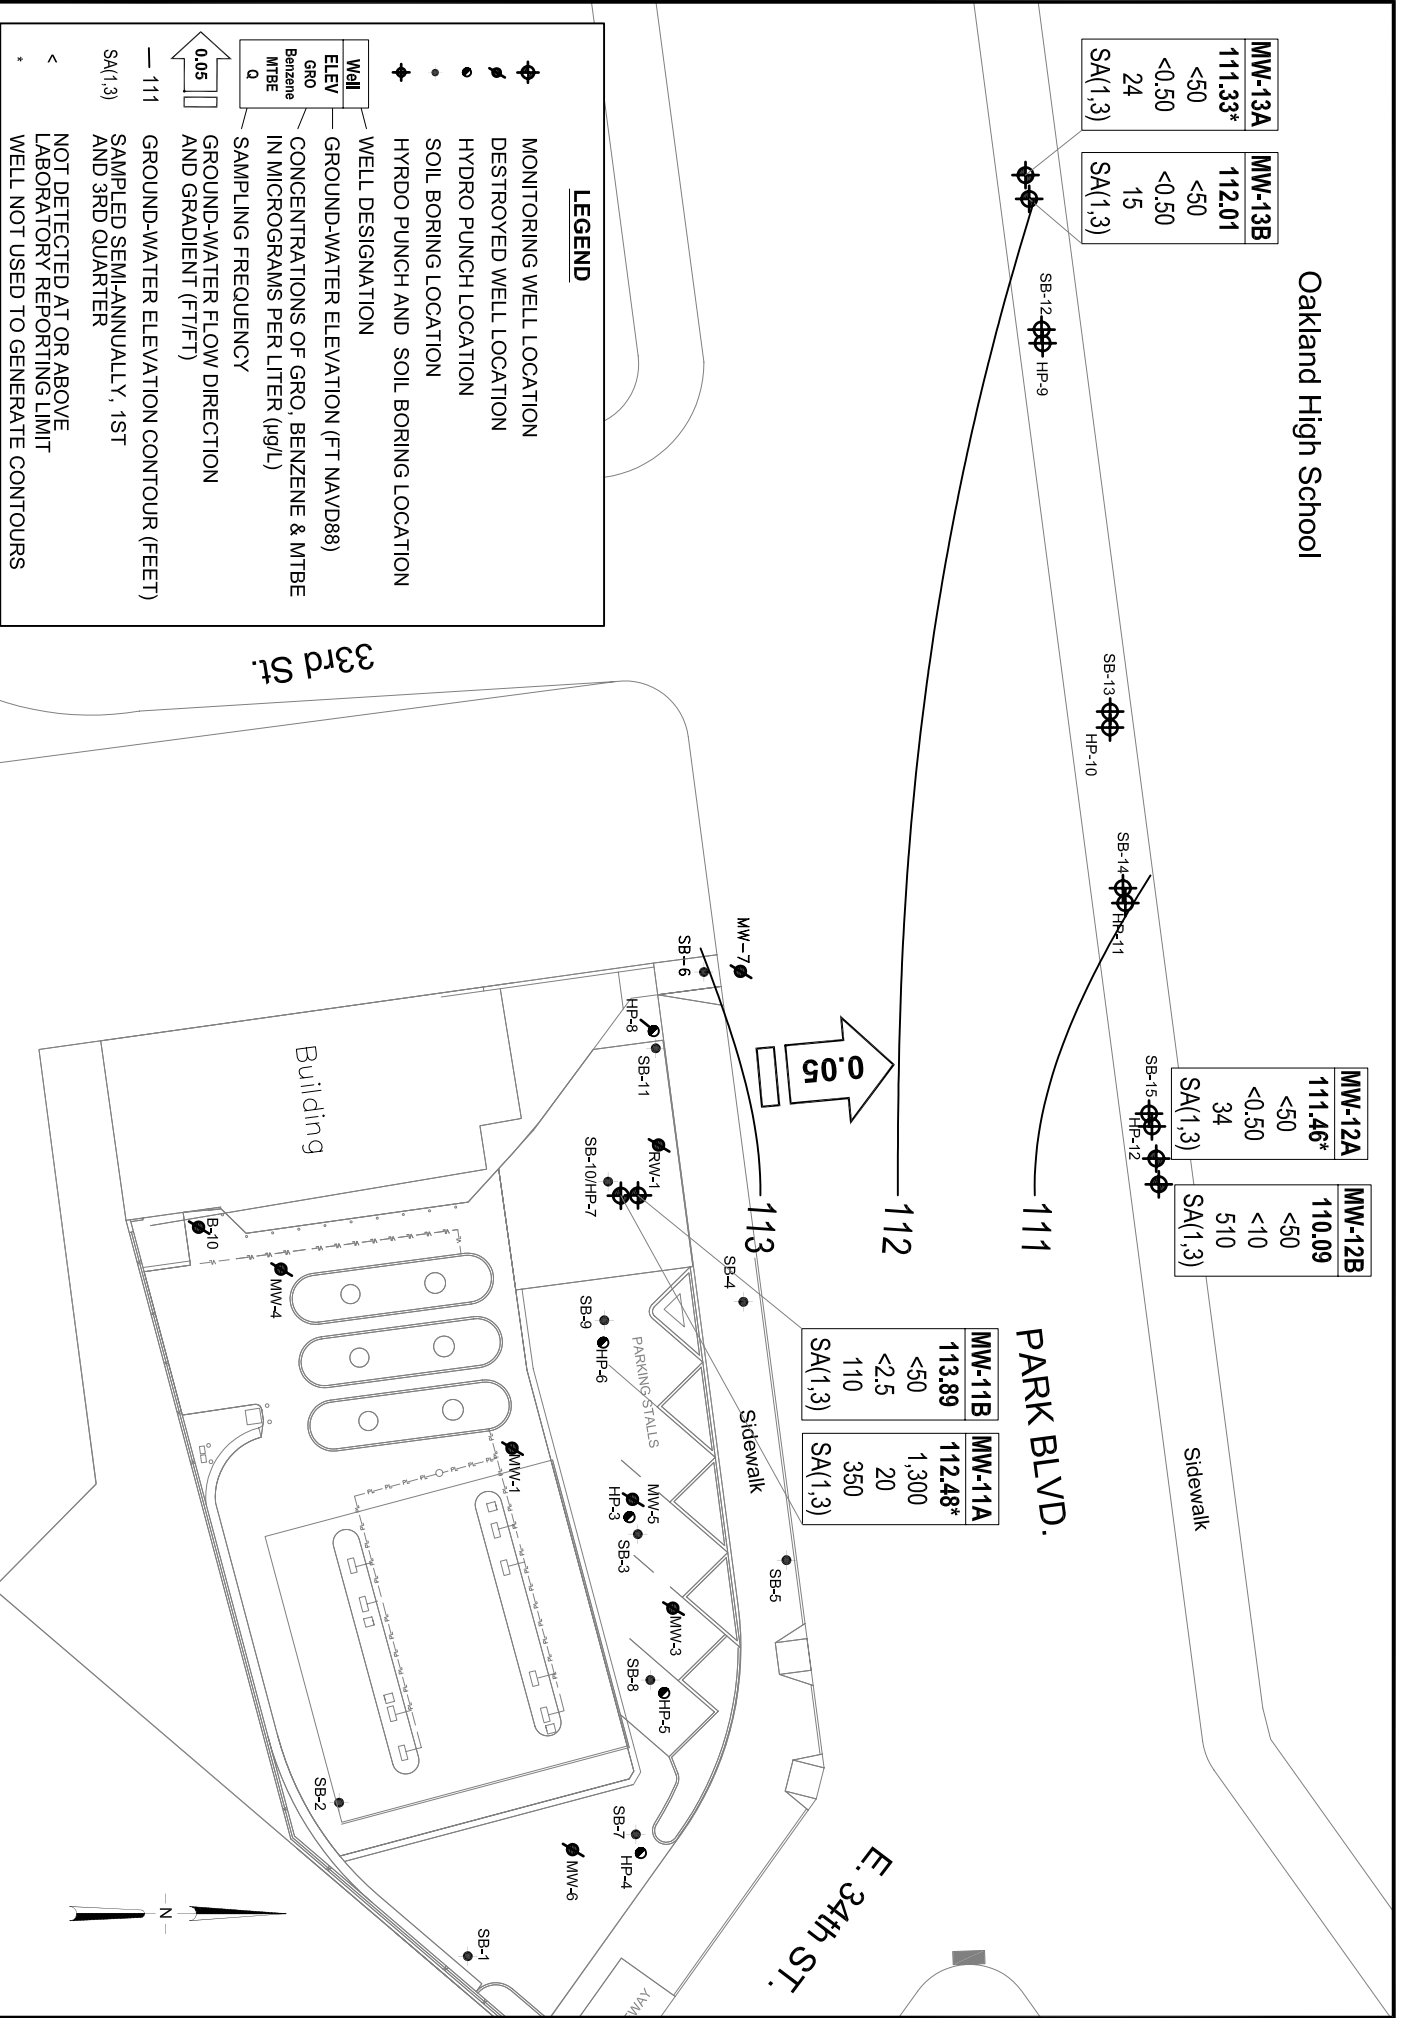 Oakland High School
MW-13A
111.33*
<50
<0.50
24
SA(1,3)
MW-13B
112.01
<50
<0.50
15
SA(1,3)
SB-12
HP-9
SB-13
HP-10
SB-14
HP-11
SB-15
HP-12
MW-12A
111.46*
<50
<0.50
34
SA(1,3)
MW-12B
110.09
<50
<10
510
SA(1,3)
Sidewalk
PARK BLVD.
111
112
113
0.05
MW-11B
113.89
<50
<2.5
110
SA(1,3)
MW-11A
112.48*
1,300
20
350
SA(1,3)
Sidewalk
E. 34th ST.
33rd St.
MW-7
SB-6
HP-8
SB-11
RW-1
SB-10/HP-7
SB-4
SB-9
HP-6
PARKING STALLS
MW-5
HP-3
SB-3
SB-5
MW-3
SB-8
HP-5
SB-7
HP-4
MW-6
SB-1
SB-2
MW-1
MW-4
B-10
Building
WAY
N
LEGEND
MONITORING WELL LOCATION
DESTROYED WELL LOCATION
HYDRO PUNCH LOCATION
SOIL BORING LOCATION
HYRDO PUNCH AND SOIL BORING LOCATION
Well
ELEV
GRO
Benzene
MTBE
Q
WELL DESIGNATION
GROUND-WATER ELEVATION (FT NAVD88)
CONCENTRATIONS OF GRO, BENZENE & MTBE
IN MICROGRAMS PER LITER (µg/L)
SAMPLING FREQUENCY
0.05
GROUND-WATER FLOW DIRECTION
AND GRADIENT (FT/FT)
111
GROUND-WATER ELEVATION CONTOUR (FEET)
SA(1,3)
SAMPLED SEMI-ANNUALLY, 1ST
AND 3RD QUARTER
<
NOT DETECTED AT OR ABOVE
LABORATORY REPORTING LIMIT
*
WELL NOT USED TO GENERATE CONTOURS